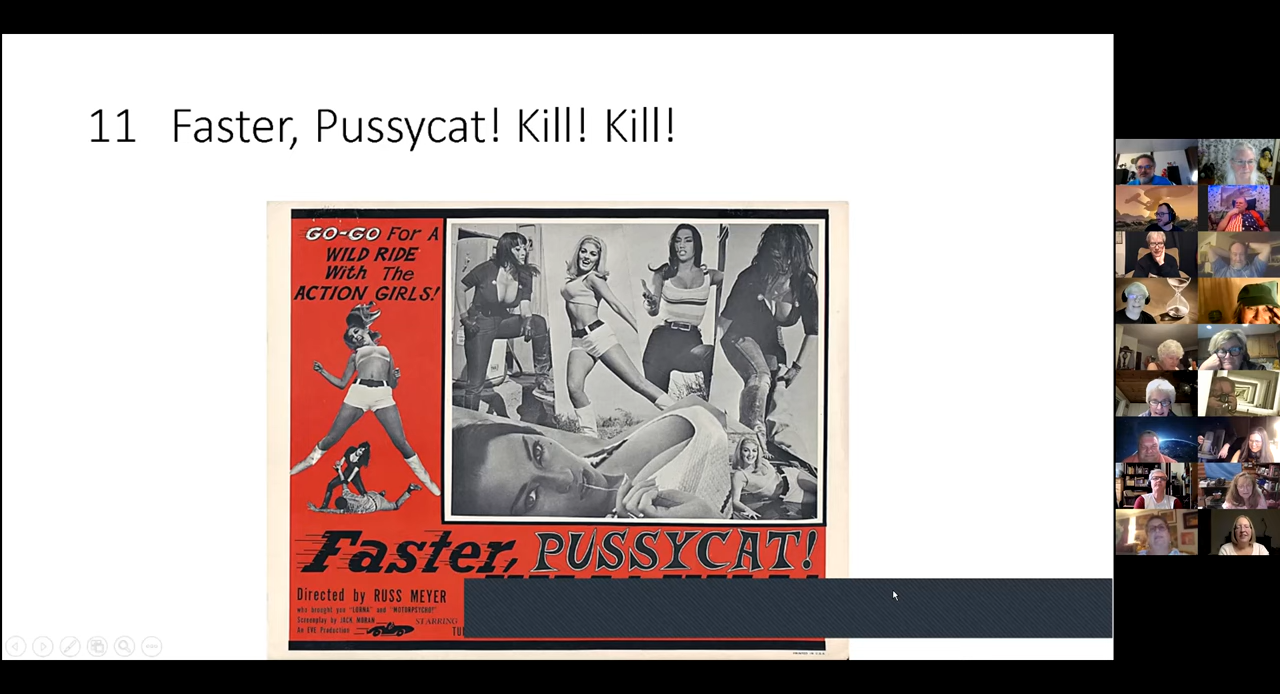 11 Faster, Pussycat! Kill! Kill!
GO-GO For A
WILD RIDE
With The
ACTION GIRLS!
Faster, PUSSYCAT!
Directed by RUSS MEYER
who brought you "LORNA" and "MOTORPSYCHO!"
Screenplay by JACK MORAN
An EVE Production
STARRING
TU